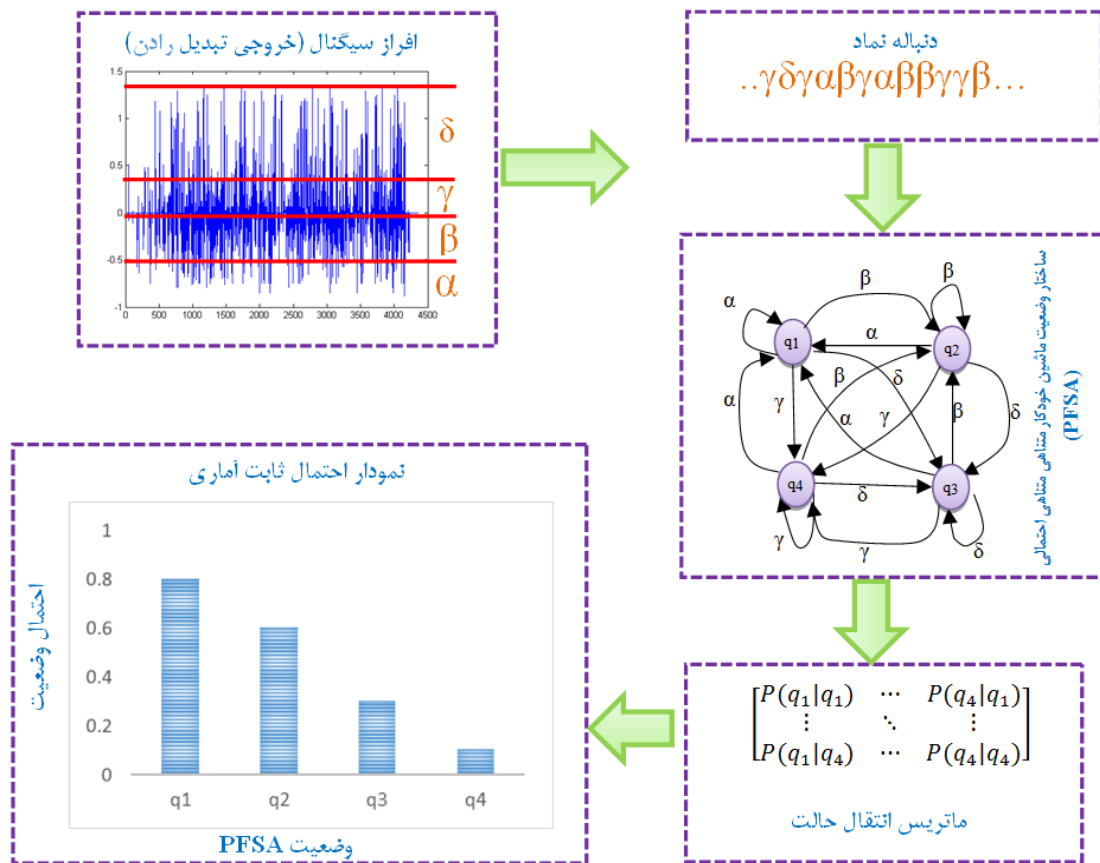 افراز سیگنال (خروجی تبدیل رادن)
1.5
1
0.5
0
-0.5
-1
0 500 1000 1500 2000 2500 3000 3500 4000 4500
δ
γ
β
α
دنباله نماد
..γδγαβγαββγγβ...
ساختار وضعیت ماشین خودکار متناهی متناهی احتمالی
(PFSA)
α
β
β
q1
α
q2
β
δ
α
γ
α
γ
β
δ
q4
δ
q3
γ
γ
δ
[P(q₁|q₁) ⋯ P(q₄|q₁)
⋮ ⋱ ⋮
P(q₁|q₄) ⋯ P(q₄|q₄)]
ماتریس انتقال حالت
نمودار احتمال ثابت آماری
احتمال وضعیت
1
0.8
0.6
0.4
0.2
0
q1 q2 q3 q4
وضعیت PFSA